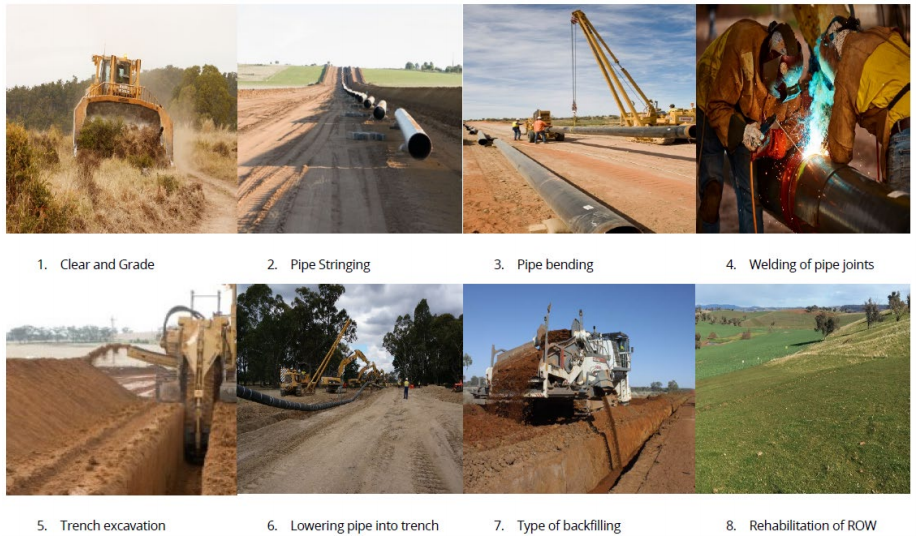 1. Clear and Grade
2. Pipe Stringing
3. Pipe bending
4. Welding of pipe joints
5. Trench excavation
6. Lowering pipe into trench
7. Type of backfilling
8. Rehabilitation of ROW